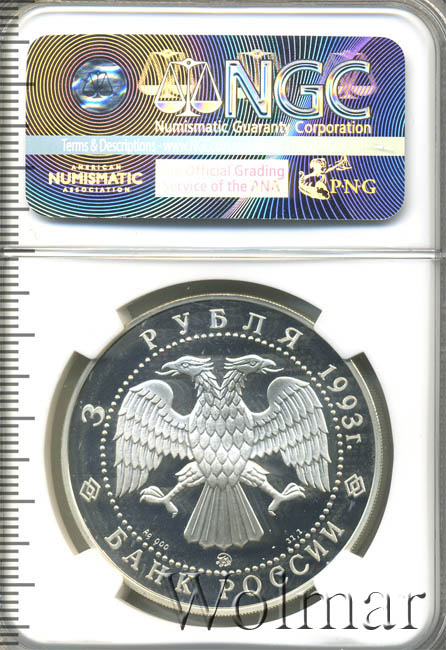 NGC
Numismatic Guaranty Corporation
Terms & Descriptions - www.NGC
AMERICAN
NUMISMATIC
ASSOCIATION
Official Grading
Service of the ANA
PNG
3 РУБЛЯ 1993г.
Ag 900
31,1
БАНК РОССИИ
Wolmar